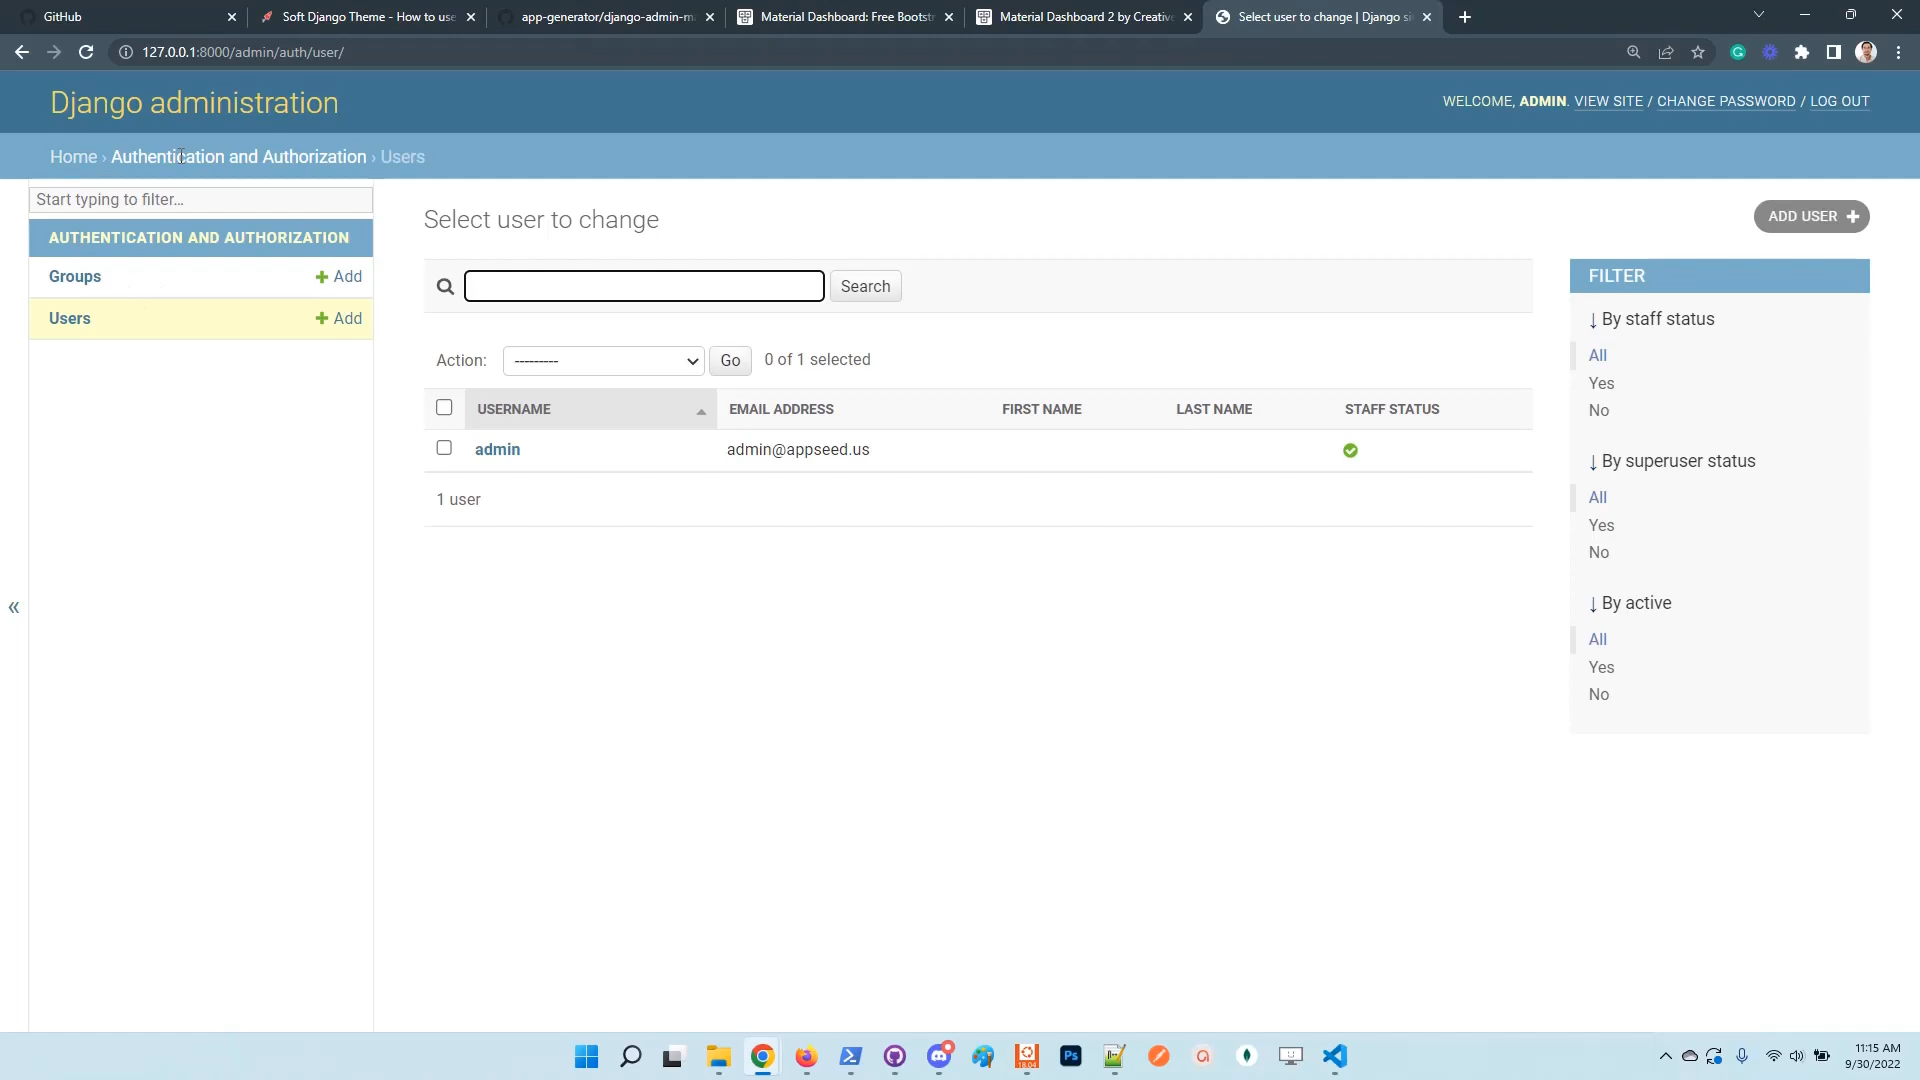 GitHub
Soft Django Theme - How to use
app-generator/django-admin-m
Material Dashboard: Free Bootstr
Material Dashboard 2 by Creative
Select user to change | Django si
127.0.0.1:8000/admin/auth/user/
Django administration
WELCOME, ADMIN. VIEW SITE / CHANGE PASSWORD / LOG OUT
Home › Authentication and Authorization › Users
Start typing to filter...
AUTHENTICATION AND AUTHORIZATION
Groups
Add
Users
Add
«
Select user to change
ADD USER
Search
Action:
---------
Go
0 of 1 selected
USERNAME
EMAIL ADDRESS
FIRST NAME
LAST NAME
STAFF STATUS
admin
admin@appseed.us
1 user
FILTER
↓ By staff status
All
Yes
No
↓ By superuser status
All
Yes
No
↓ By active
All
Yes
No
Ps
18.04
11:15 AM
9/30/2022